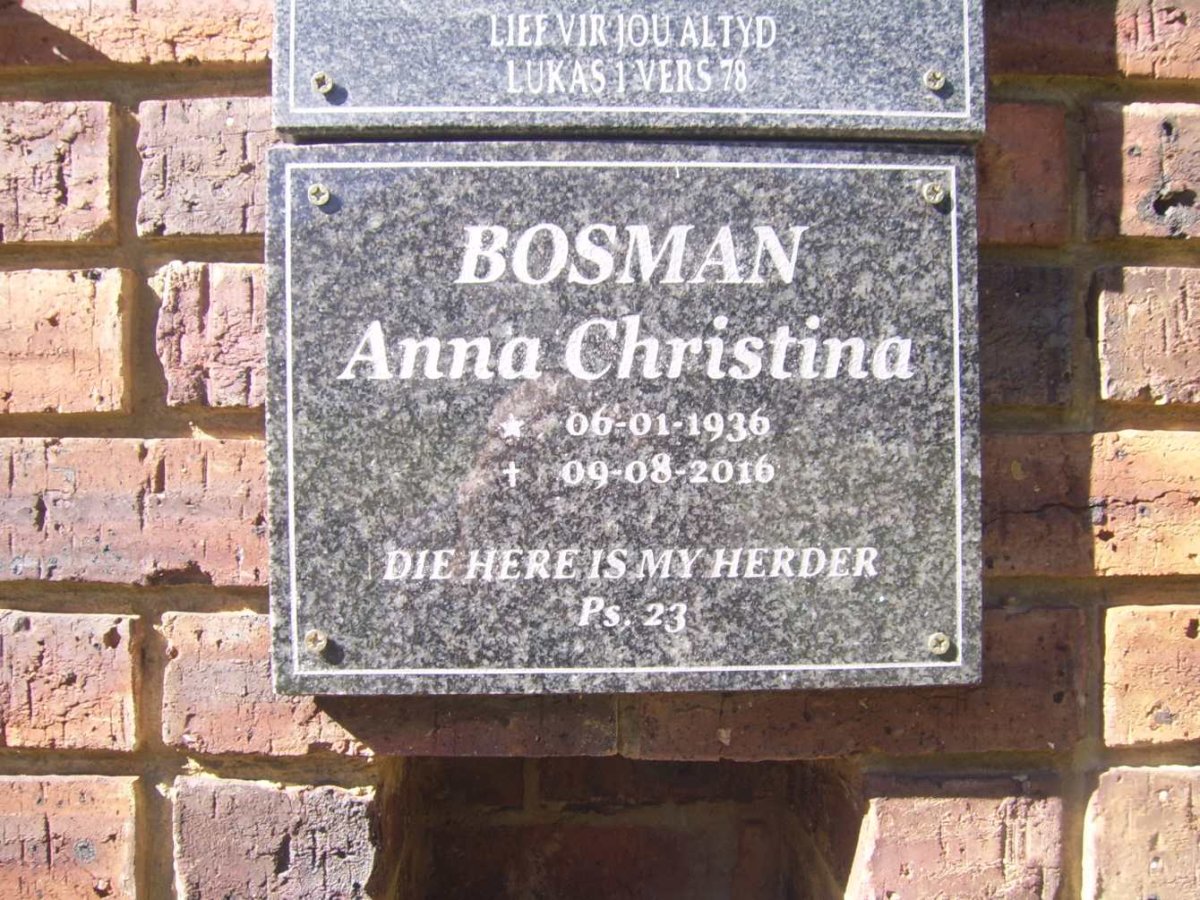 LIEF VIR JOU ALTYD
LUKAS 1 VERS 78
BOSMAN
Anna Christina
★ 06-01-1936
✝ 09-08-2016
DIE HERE IS MY HERDER
Ps. 23